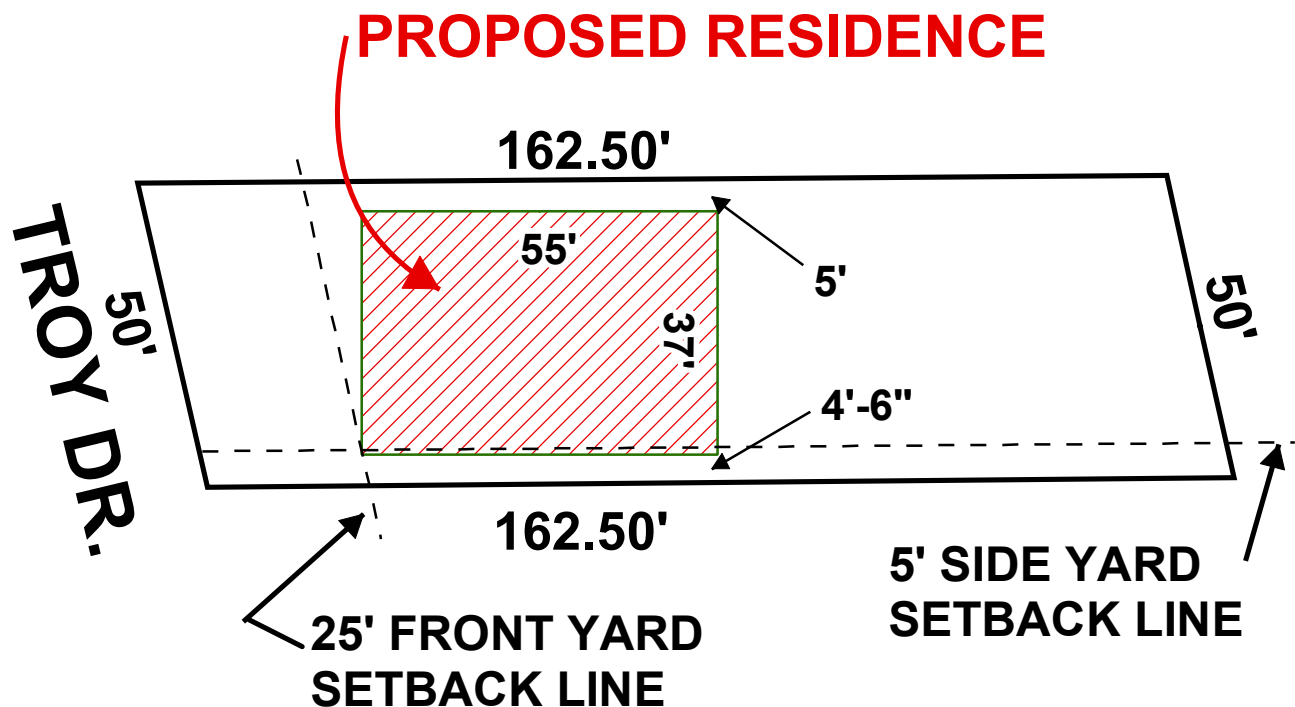 PROPOSED RESIDENCE
162.50'
TROY DR.
50'
55'
37'
5'
4'-6"
50'
162.50'
25' FRONT YARD
SETBACK LINE
5' SIDE YARD
SETBACK LINE